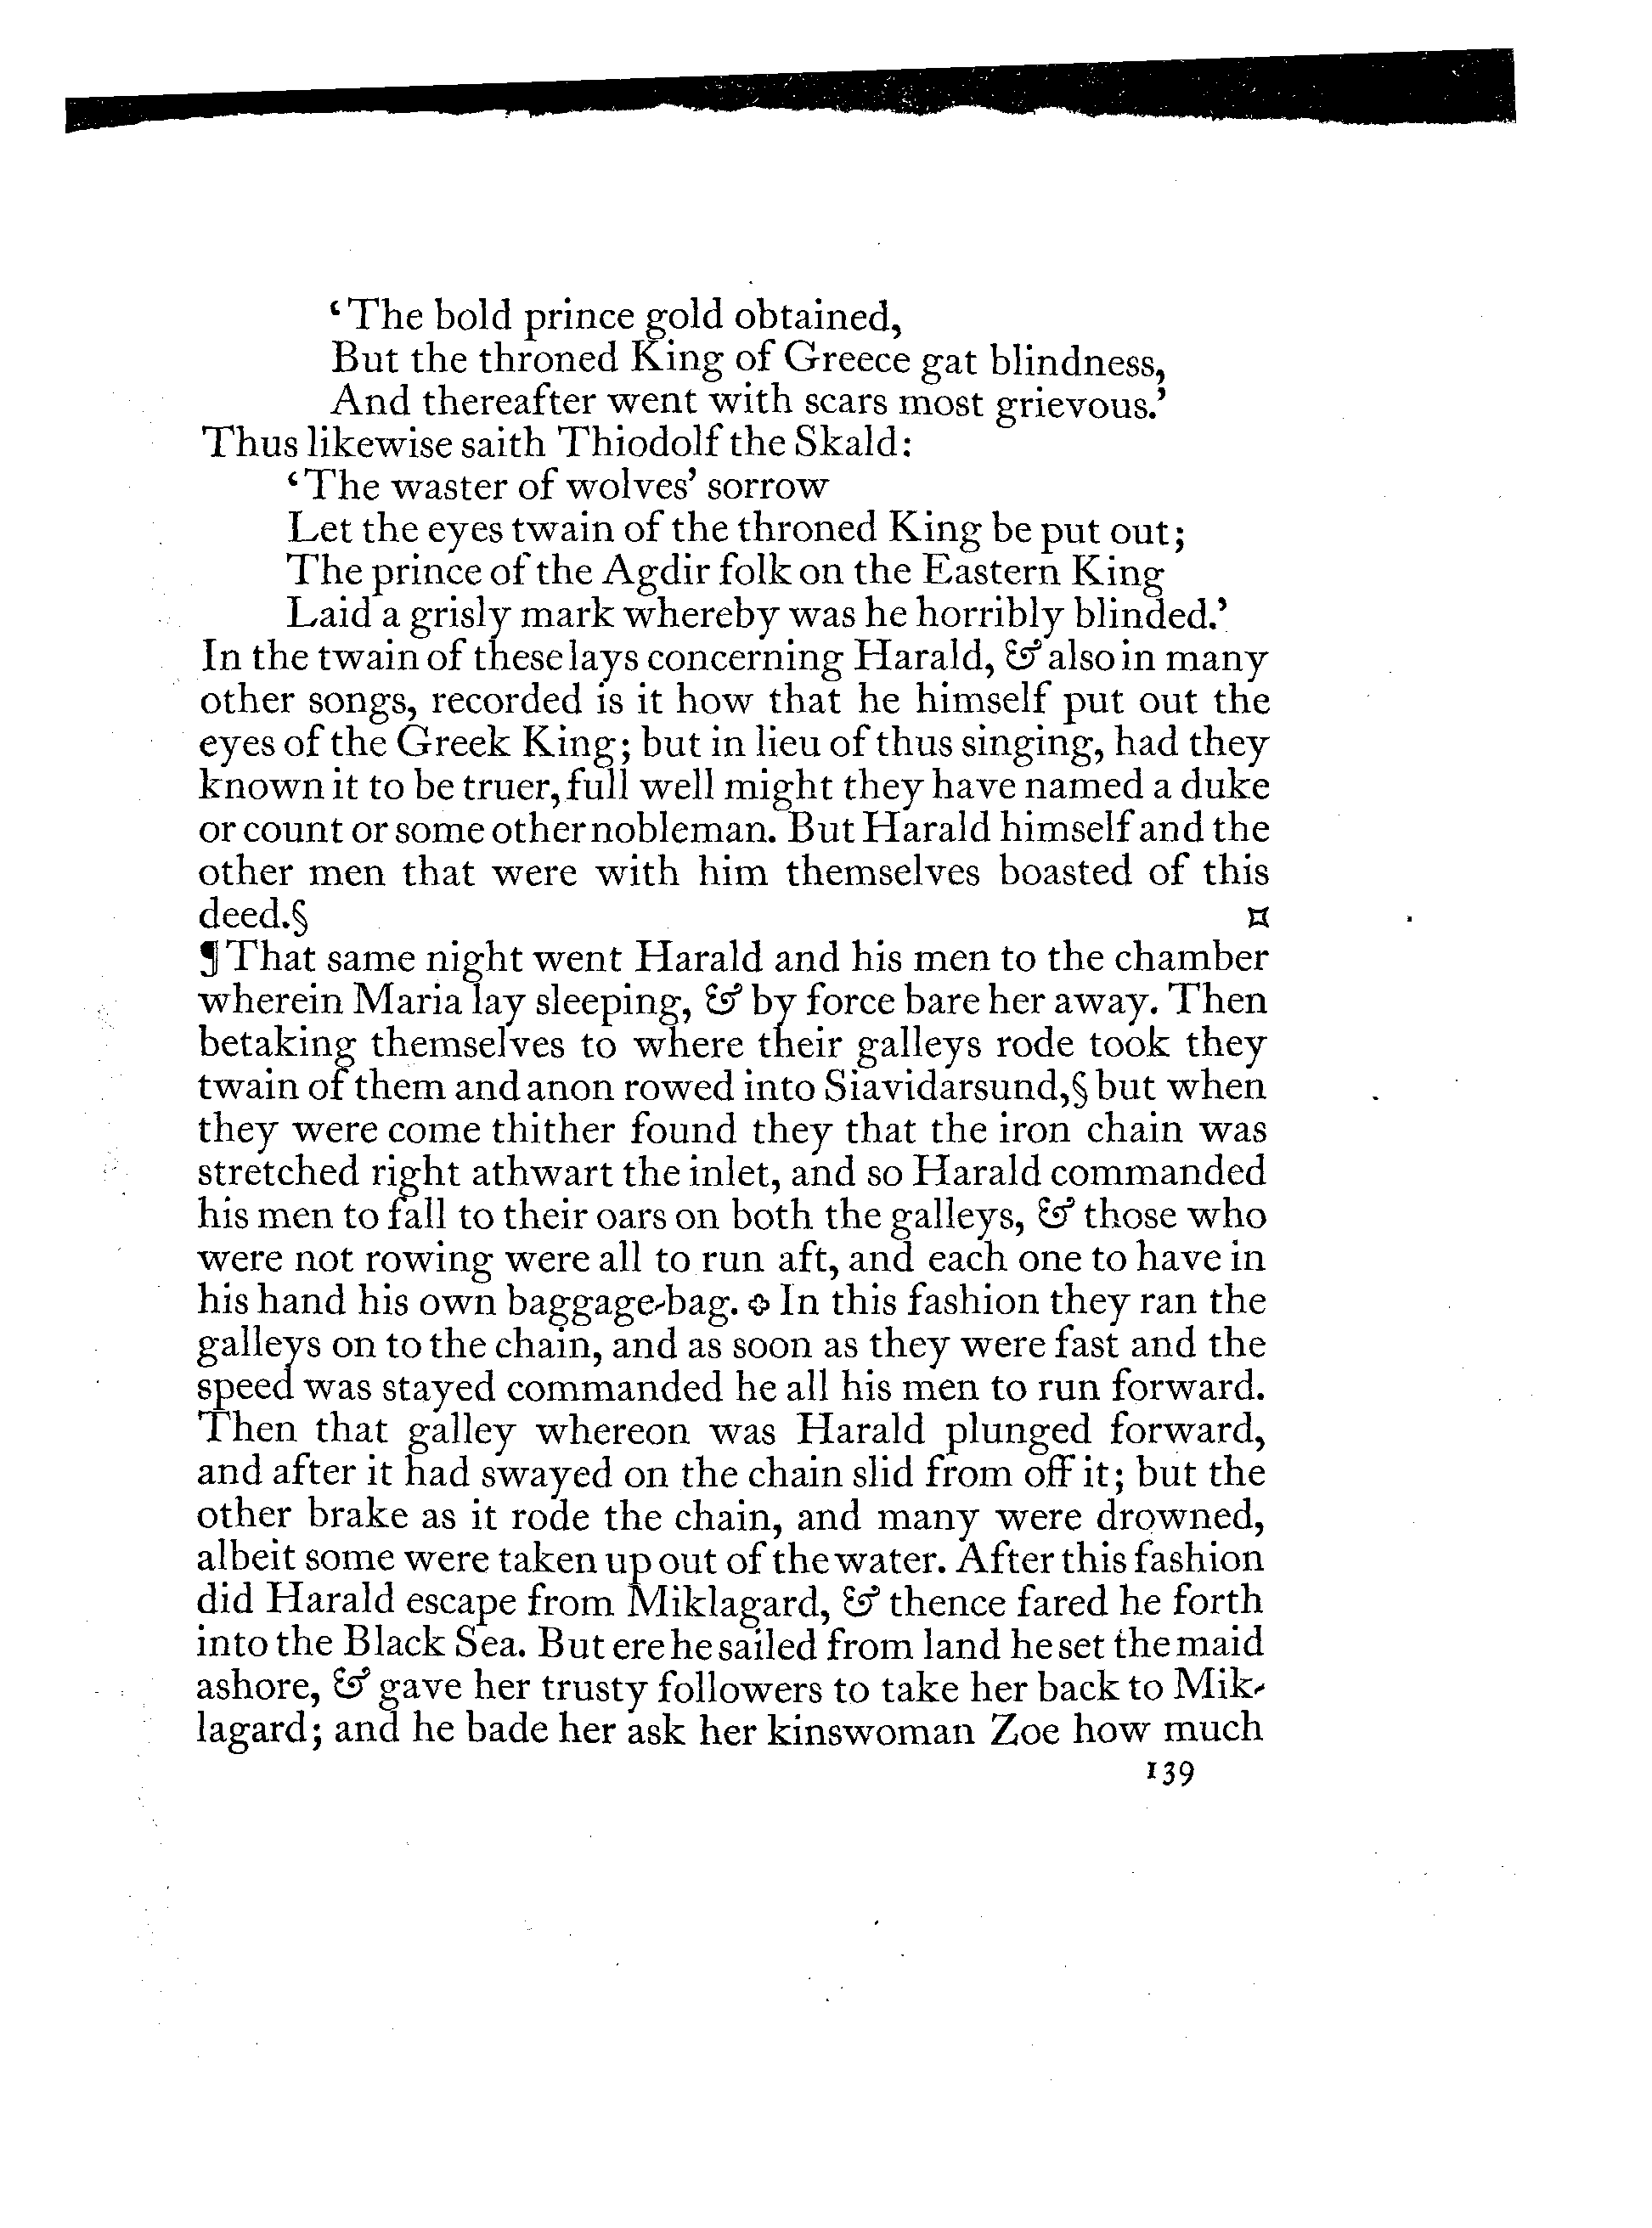 ‘The bold prince gold obtained,
But the throned King of Greece gat blindness,
And thereafter went with scars most grievous.’
Thus likewise saith Thiodolf the Skald:
‘The waster of wolves’ sorrow
Let the eyes twain of the throned King be put out;
The prince of the Agdir folk on the Eastern King
Laid a grisly mark whereby was he horribly blinded.’
In the twain of these lays concerning Harald, & also in many
other songs, recorded is it how that he himself put out the
eyes of the Greek King; but in lieu of thus singing, had they
known it to be truer, full well might they have named a duke
or count or some other nobleman. But Harald himself and the
other men that were with him themselves boasted of this
deed.§ ¤
¶ That same night went Harald and his men to the chamber
wherein Maria lay sleeping, & by force bare her away. Then
betaking themselves to where their galleys rode took they
twain of them and anon rowed into Siavidarsund,§ but when
they were come thither found they that the iron chain was
stretched right athwart the inlet, and so Harald commanded
his men to fall to their oars on both the galleys, & those who
were not rowing were all to run aft, and each one to have in
his hand his own baggage-bag. ✤ In this fashion they ran the
galleys on to the chain, and as soon as they were fast and the
speed was stayed commanded he all his men to run forward.
Then that galley whereon was Harald plunged forward,
and after it had swayed on the chain slid from off it; but the
other brake as it rode the chain, and many were drowned,
albeit some were taken up out of the water. After this fashion
did Harald escape from Miklagard, & thence fared he forth
into the Black Sea. But ere he sailed from land he set the maid
ashore, & gave her trusty followers to take her back to Mik-
lagard; and he bade her ask her kinswoman Zoe how much
139